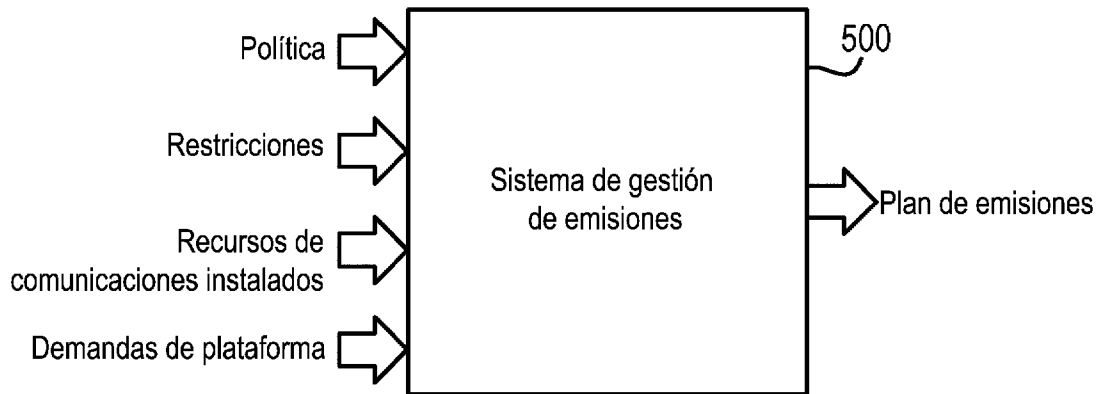 Política
500
Restricciones
Sistema de gestión
de emisiones
Plan de emisiones
Recursos de
comunicaciones instalados
Demandas de plataforma